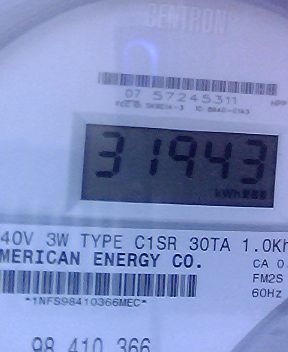 CENTRON
07 57245311
31943
kWh
40V 3W TYPE C1SR 30TA 1.0Kh
MERICAN ENERGY CO.
CA 0.
FM2S
60Hz
*1NFS98410366MEC*
98 410 366